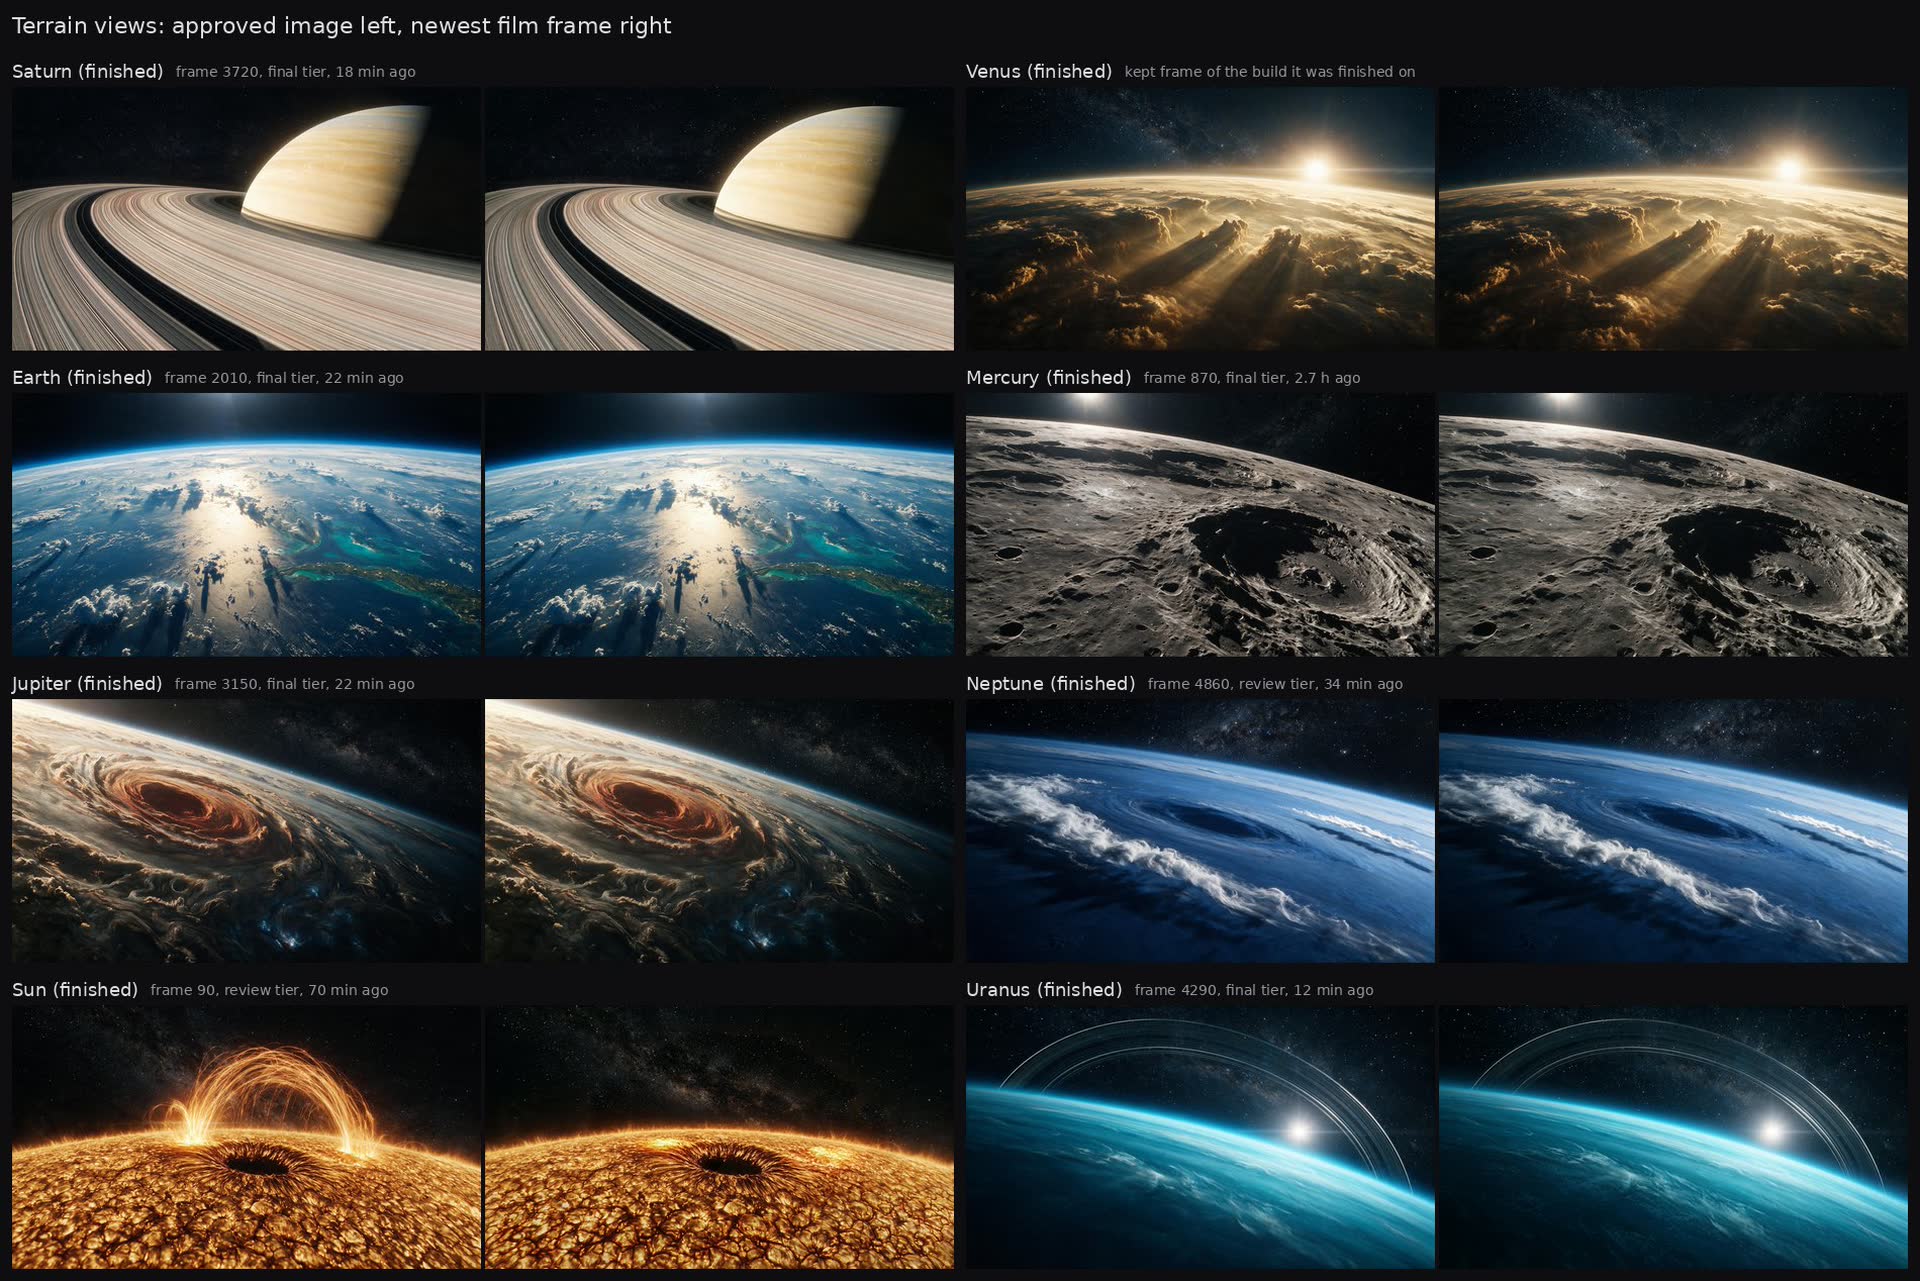 Terrain views: approved image left, newest film frame right
Saturn (finished) frame 3720, final tier, 18 min ago
Venus (finished) kept frame of the build it was finished on
Earth (finished) frame 2010, final tier, 22 min ago
Mercury (finished) frame 870, final tier, 2.7 h ago
Jupiter (finished) frame 3150, final tier, 22 min ago
Neptune (finished) frame 4860, review tier, 34 min ago
Sun (finished) frame 90, review tier, 70 min ago
Uranus (finished) frame 4290, final tier, 12 min ago